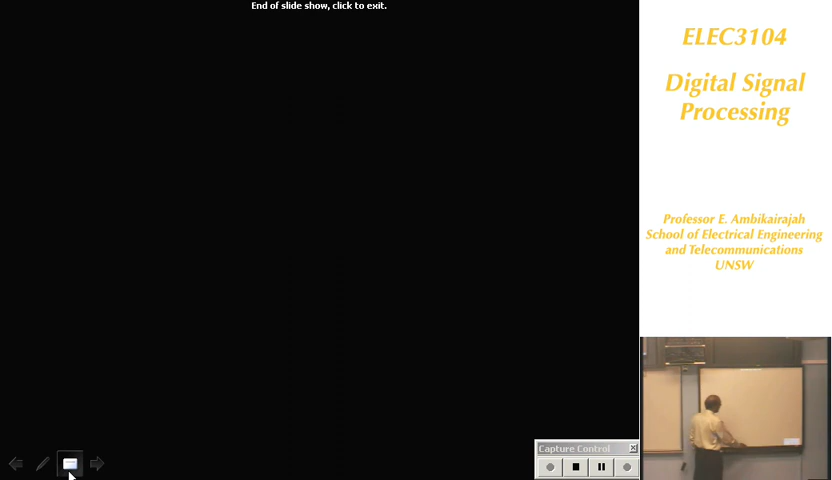 End of slide show, click to exit.
ELEC3104
Digital Signal
Processing
Professor E. Ambikairajah
School of Electrical Engineering
and Telecommunications
UNSW
Capture Control